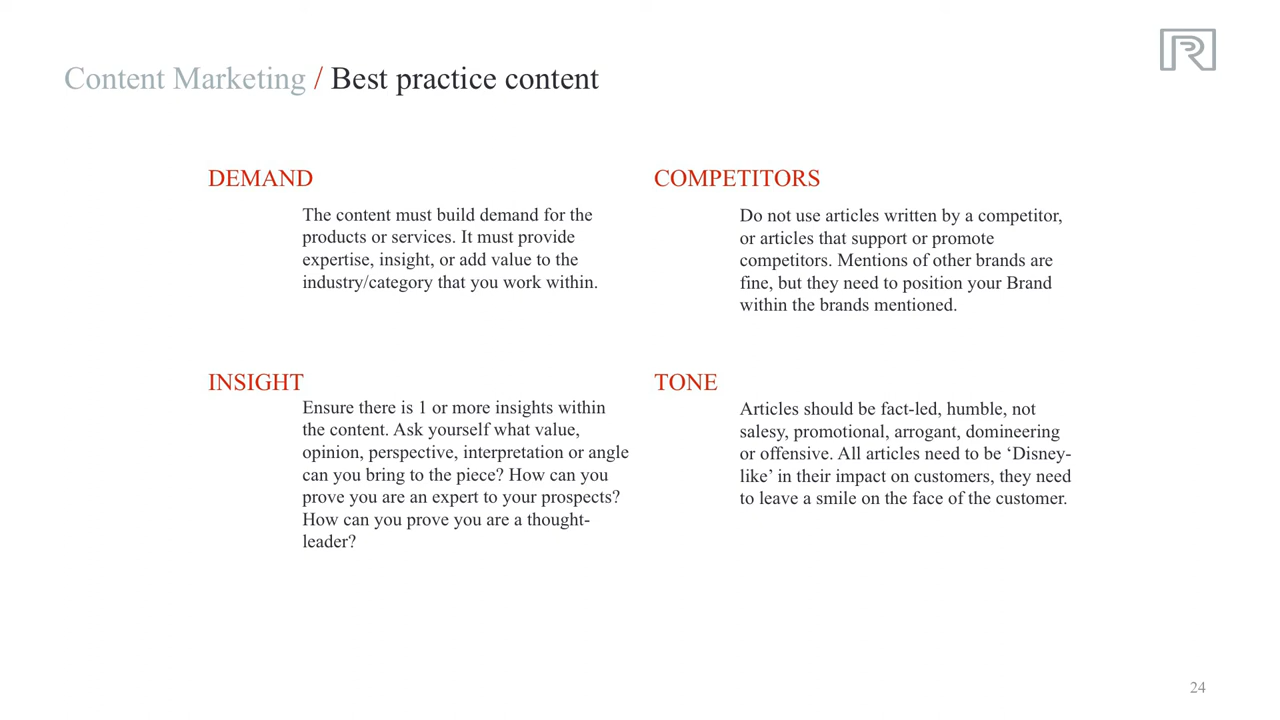 Content Marketing / Best practice content
DEMAND
The content must build demand for the
products or services. It must provide
expertise, insight, or add value to the
industry/category that you work within.
COMPETITORS
Do not use articles written by a competitor,
or articles that support or promote
competitors. Mentions of other brands are
fine, but they need to position your Brand
within the brands mentioned.
INSIGHT
Ensure there is 1 or more insights within
the content. Ask yourself what value,
opinion, perspective, interpretation or angle
can you bring to the piece? How can you
prove you are an expert to your prospects?
How can you prove you are a thought-
leader?
TONE
Articles should be fact-led, humble, not
salesy, promotional, arrogant, domineering
or offensive. All articles need to be ‘Disney-
like’ in their impact on customers, they need
to leave a smile on the face of the customer.
24